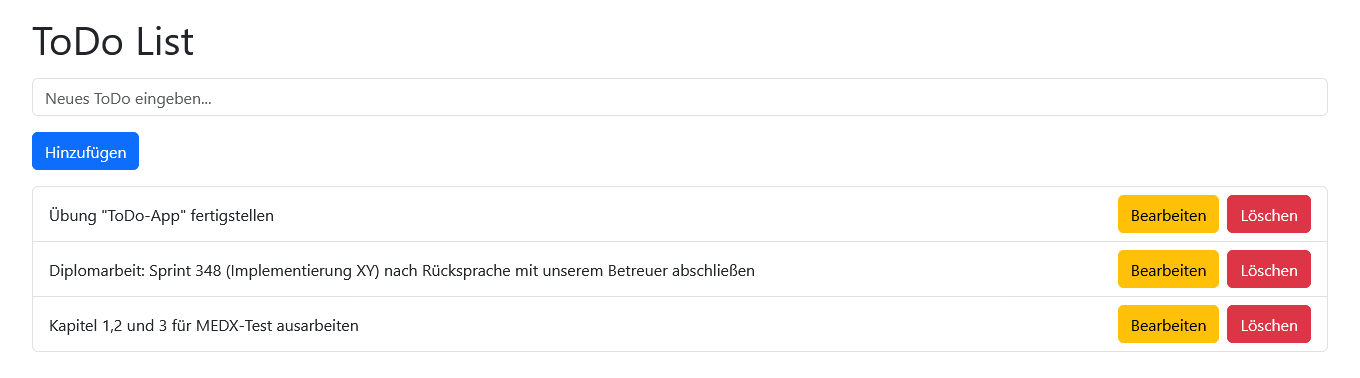 ToDo List
Neues ToDo eingeben...
Hinzufügen
Übung "ToDo-App" fertigstellen Bearbeiten Löschen
Diplomarbeit: Sprint 348 (Implementierung XY) nach Rücksprache mit unserem Betreuer abschließen Bearbeiten Löschen
Kapitel 1,2 und 3 für MEDX-Test ausarbeiten Bearbeiten Löschen